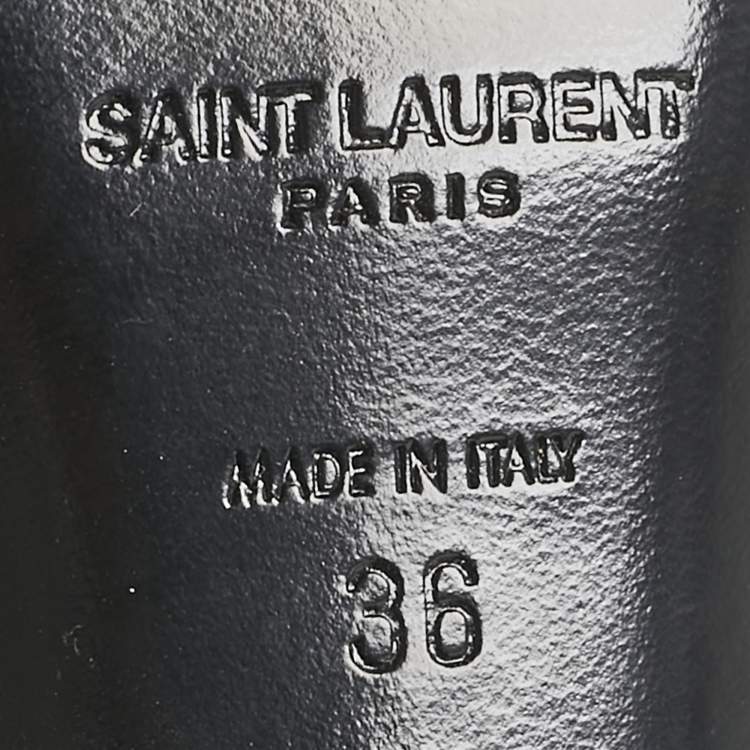 SAINT LAURENT
PARIS
MADE IN ITALY
36